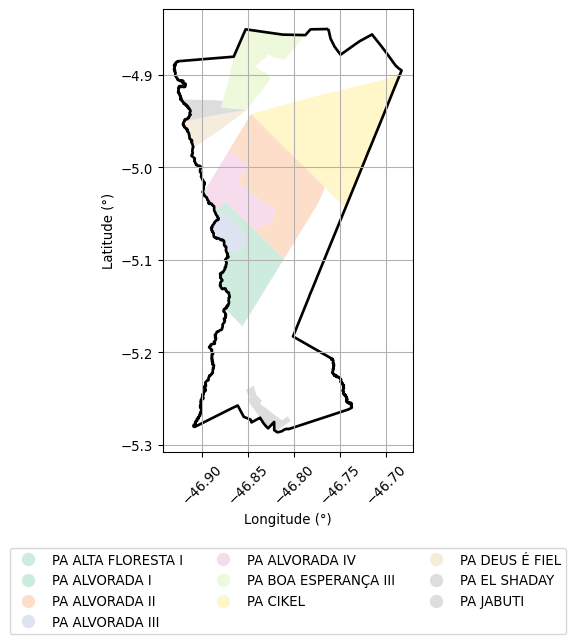 −4.9
−5.0
−5.1
−5.2
−5.3
Latitude (°)
−46.90
−46.85
−46.80
−46.75
−46.70
Longitude (°)
PA ALTA FLORESTA I
PA ALVORADA I
PA ALVORADA II
PA ALVORADA III
PA ALVORADA IV
PA BOA ESPERANÇA III
PA CIKEL
PA DEUS É FIEL
PA EL SHADAY
PA JABUTI